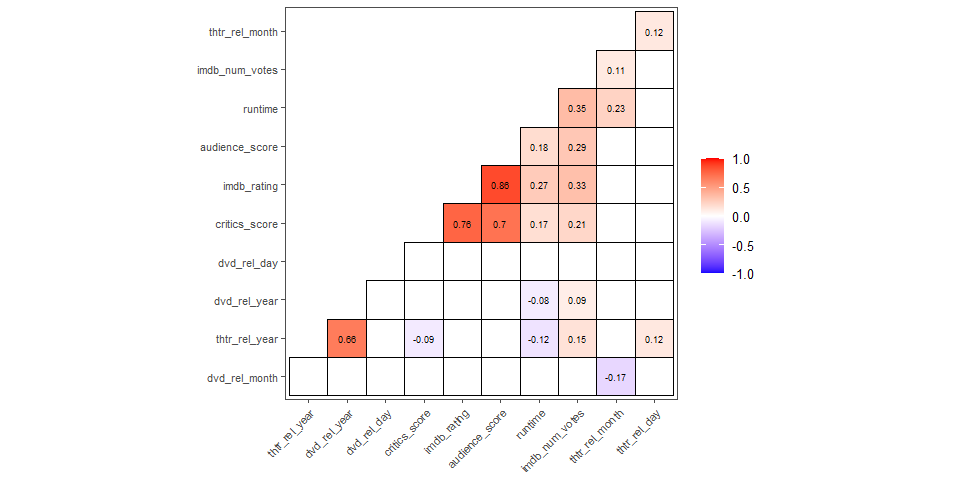 thtr_rel_month 0.12
imdb_num_votes 0.11
runtime 0.35 0.23
audience_score 0.18 0.29
imdb_rating 0.86 0.27 0.33
critics_score 0.76 0.7 0.17 0.21
dvd_rel_day
dvd_rel_year -0.08 0.09
thtr_rel_year 0.66 -0.09 -0.12 0.15 0.12
dvd_rel_month -0.17
thtr_rel_year
dvd_rel_year
dvd_rel_day
critics_score
imdb_rating
audience_score
runtime
imdb_num_votes
thtr_rel_month
thtr_rel_day
1.0
0.5
0.0
-0.5
-1.0